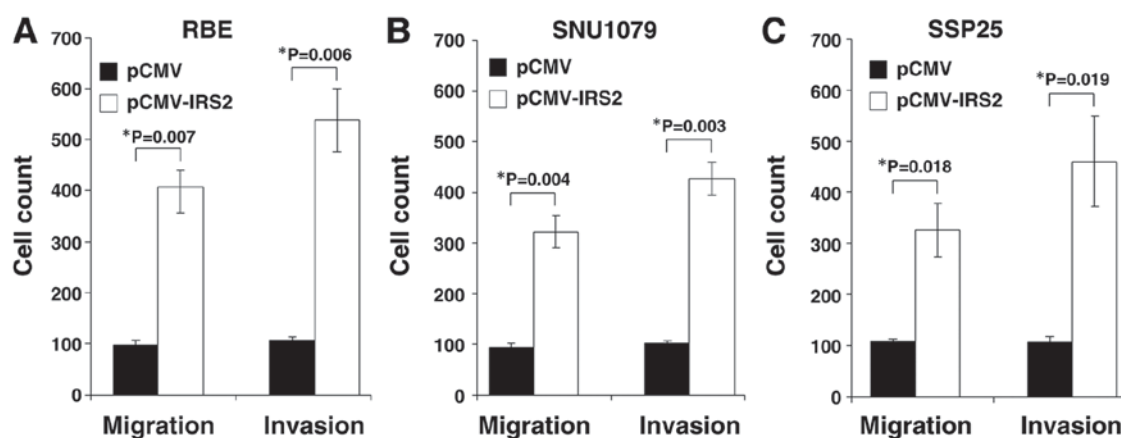 A
RBE
700
600
500
400
300
200
100
0
Cell count
pCMV
pCMV-IRS2
*P=0.007
*P=0.006
Migration
Invasion
B
SNU1079
700
600
500
400
300
200
100
0
Cell count
pCMV
pCMV-IRS2
*P=0.004
*P=0.003
Migration
Invasion
C
SSP25
700
600
500
400
300
200
100
0
Cell count
pCMV
pCMV-IRS2
*P=0.018
*P=0.019
Migration
Invasion